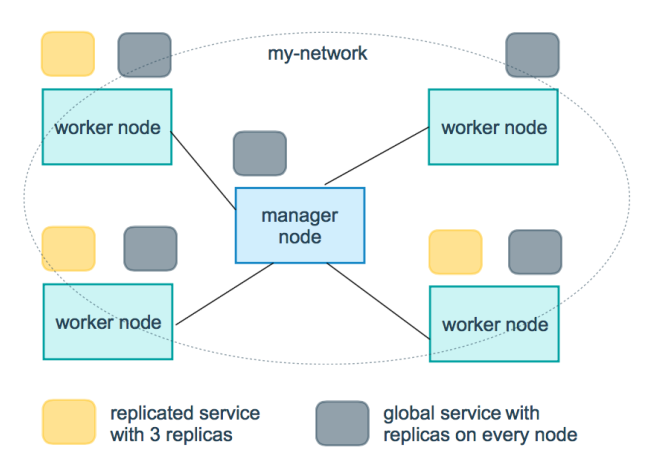 my-network
worker node
worker node
manager
node
worker node
worker node
replicated service
with 3 replicas
global service with
replicas on every node